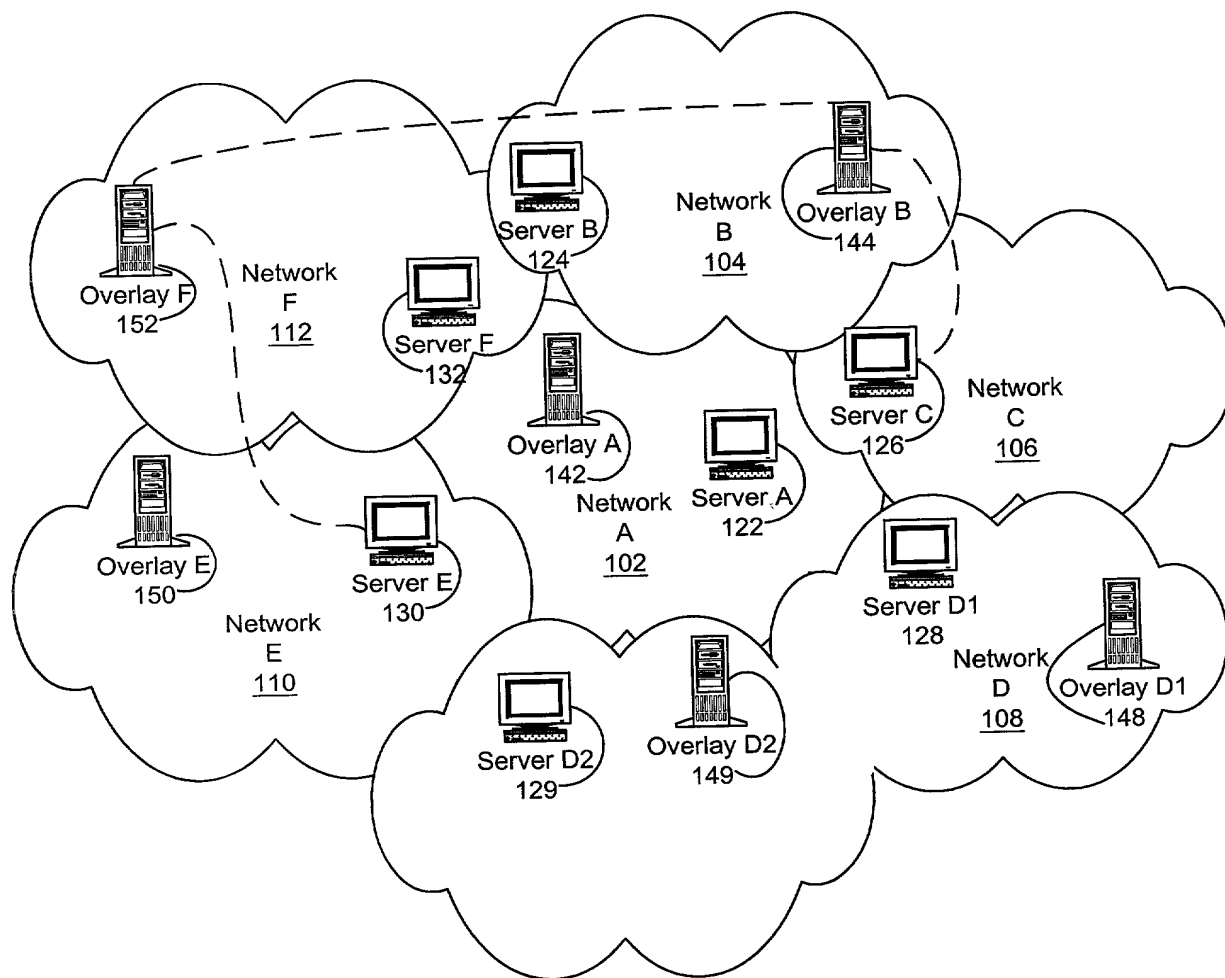 Server B
124
Network
B
104
Overlay B
144
Overlay F
152
Network
F
112
Server F
132
Overlay A
142
Server A
122
Network
A
102
Server C
126
Network
C
106
Overlay E
150
Server E
130
Network
E
110
Server D1
128
Network
D
108
Overlay D1
148
Server D2
129
Overlay D2
149